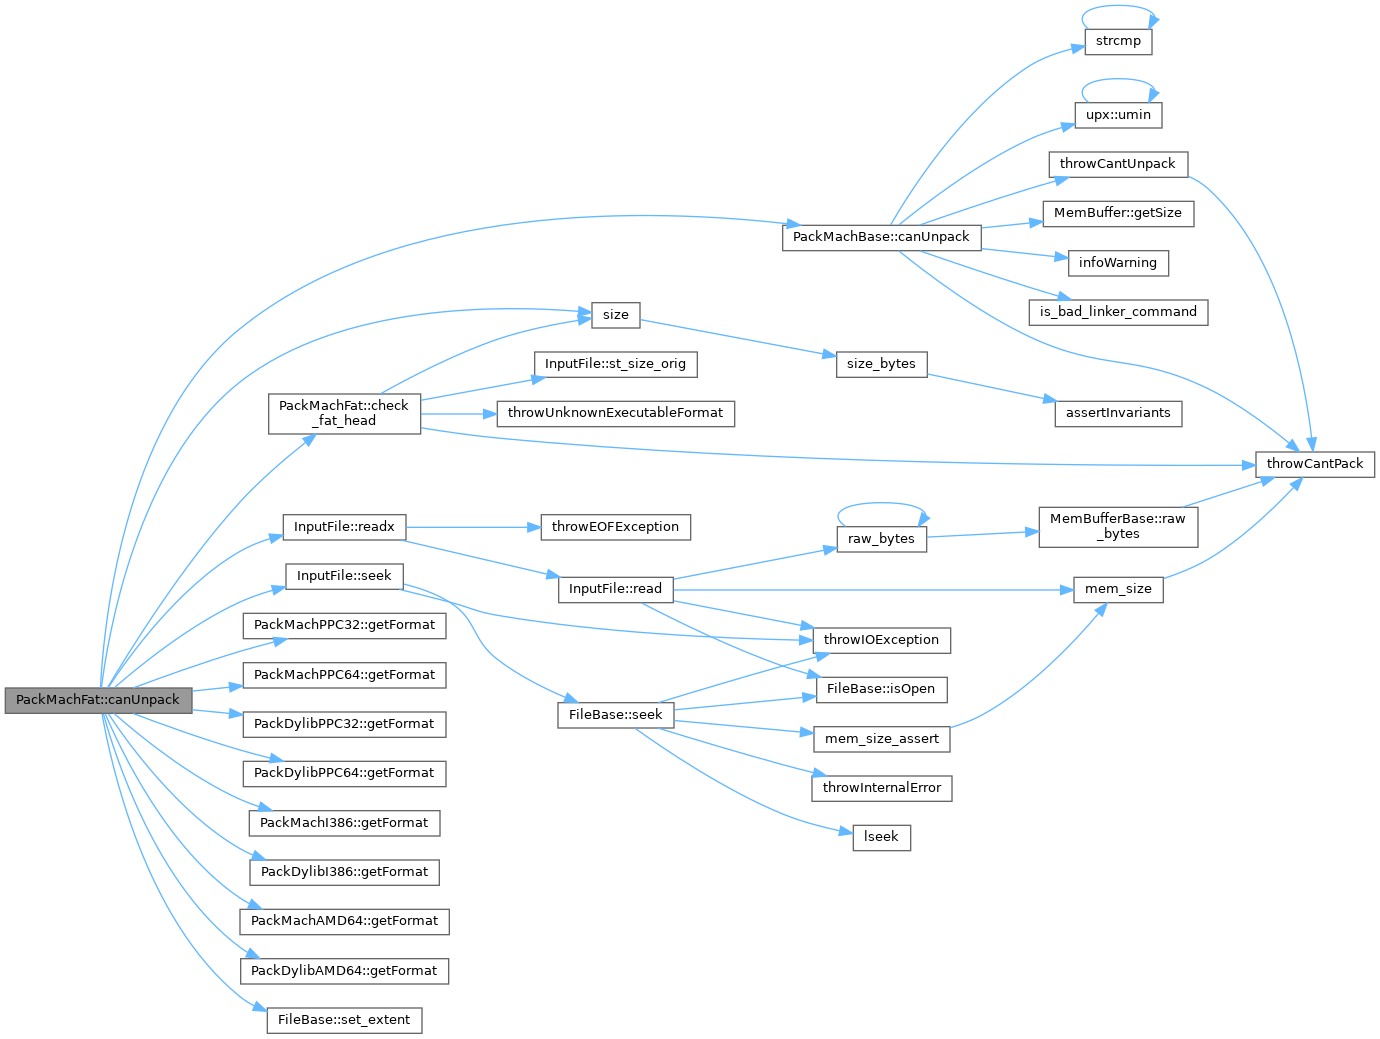 strcmp
upx::umin
throwCantUnpack
MemBuffer::getSize
PackMachBase::canUnpack
infoWarning
is_bad_linker_command
size
size_bytes
InputFile::st_size_orig
PackMachFat::check
_fat_head
throwUnknownExecutableFormat
assertInvariants
throwCantPack
InputFile::readx
throwEOFException
raw_bytes
MemBufferBase::raw
_bytes
InputFile::seek
InputFile::read
mem_size
PackMachPPC32::getFormat
throwIOException
PackMachPPC64::getFormat
FileBase::isOpen
PackMachFat::canUnpack
FileBase::seek
PackDylibPPC32::getFormat
mem_size_assert
PackDylibPPC64::getFormat
throwInternalError
PackMachI386::getFormat
lseek
PackDylibI386::getFormat
PackMachAMD64::getFormat
PackDylibAMD64::getFormat
FileBase::set_extent